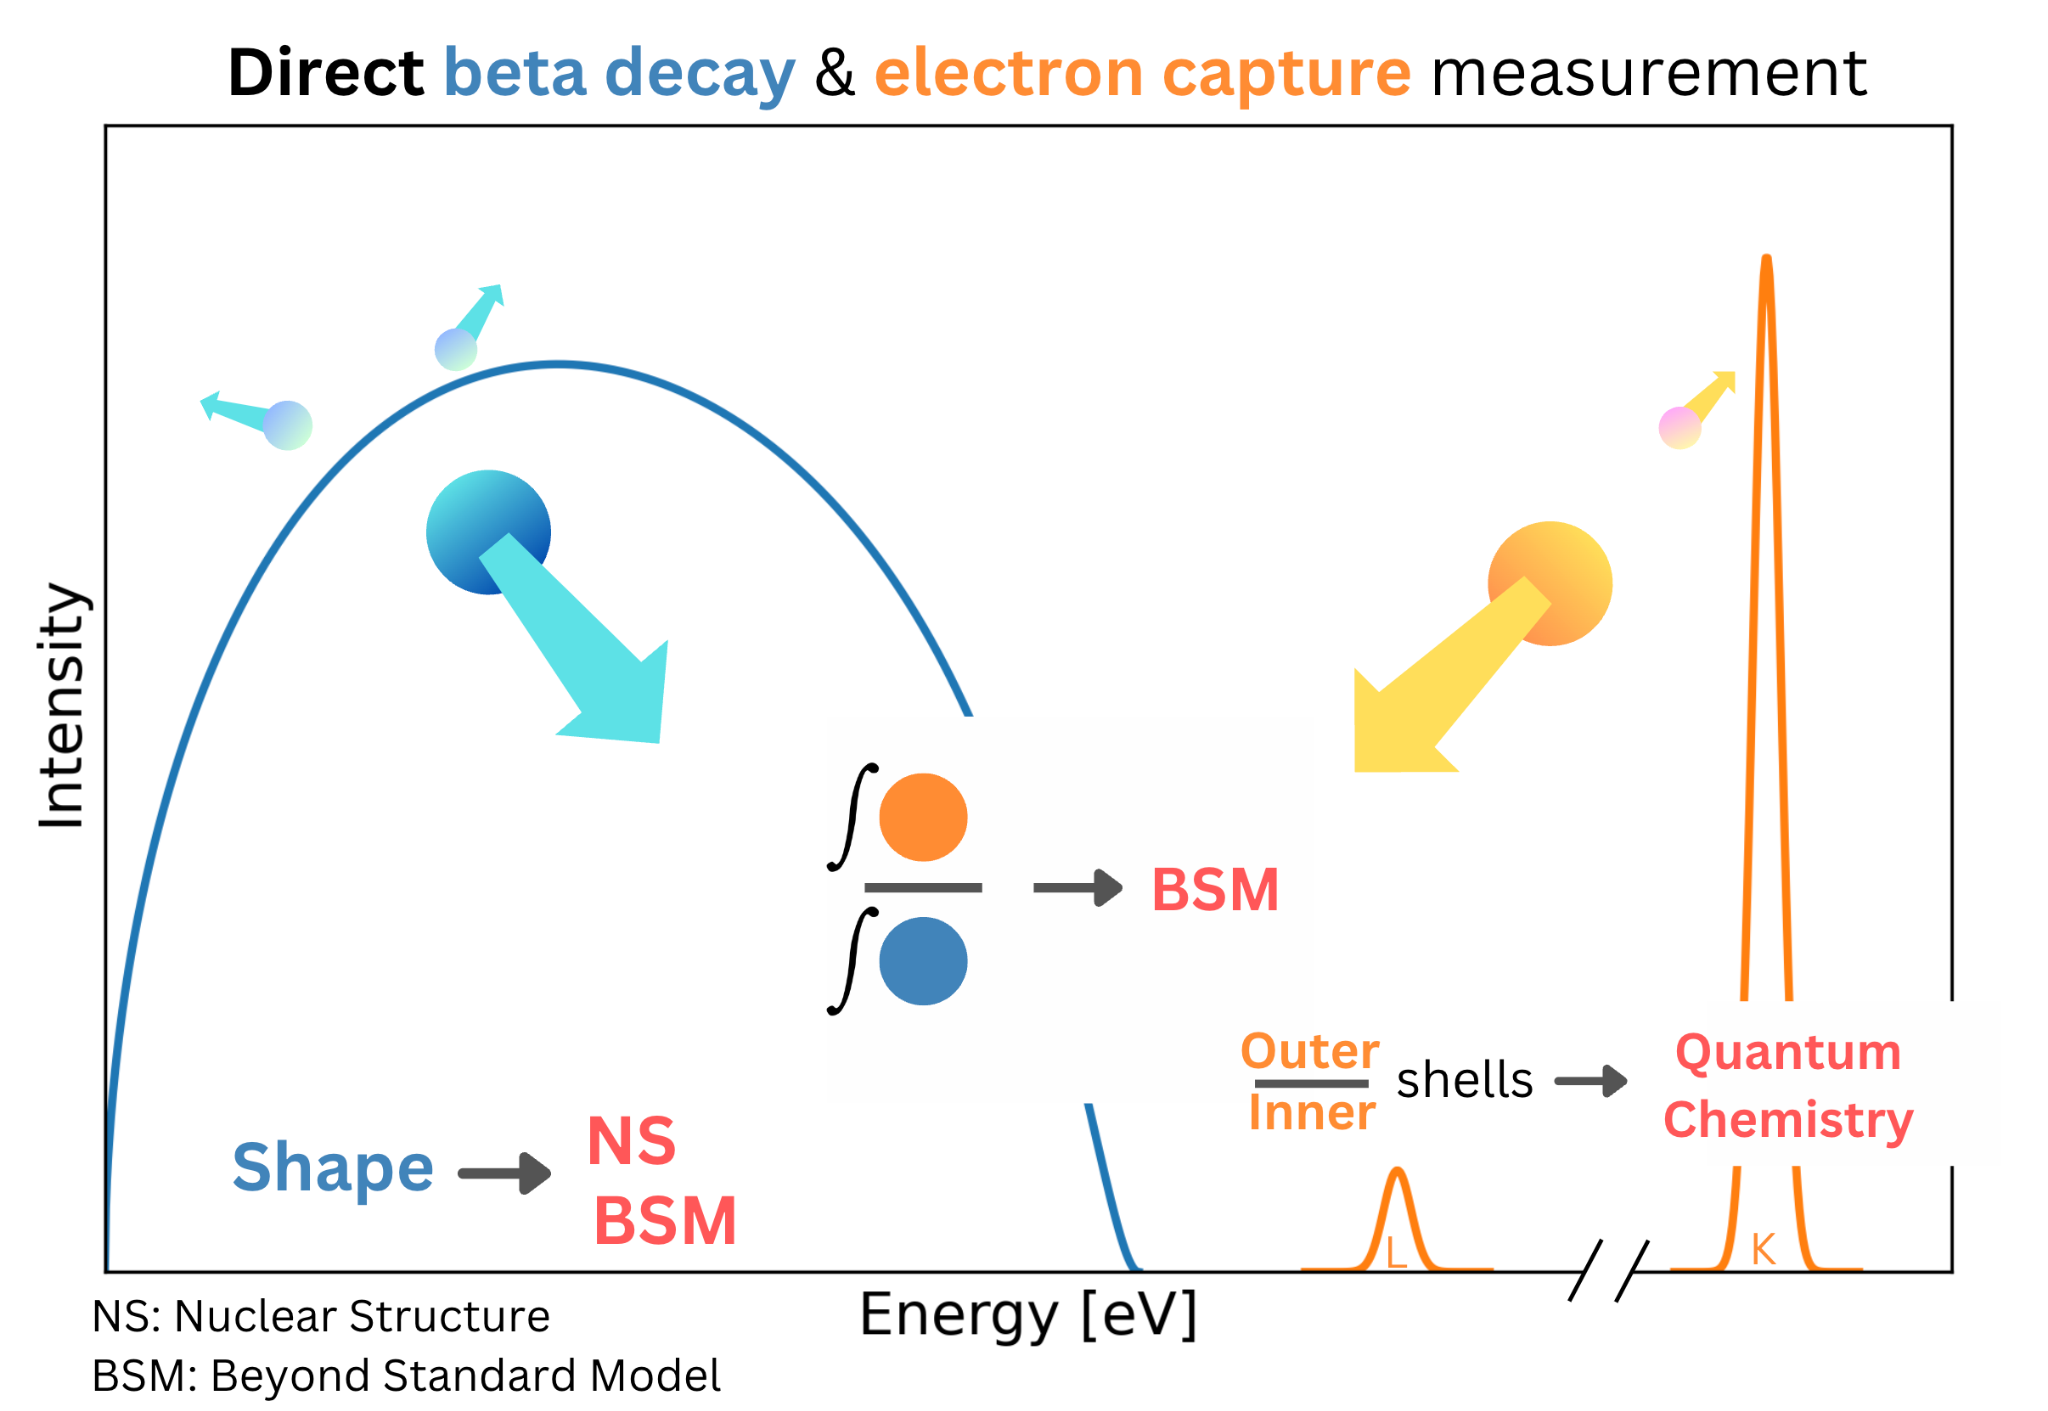 Direct beta decay & electron capture measurement
Intensity
∫
∫
BSM
Outer
Inner
shells
Quantum
Chemistry
Shape
NS
BSM
L
K
Energy [eV]
NS: Nuclear Structure
BSM: Beyond Standard Model